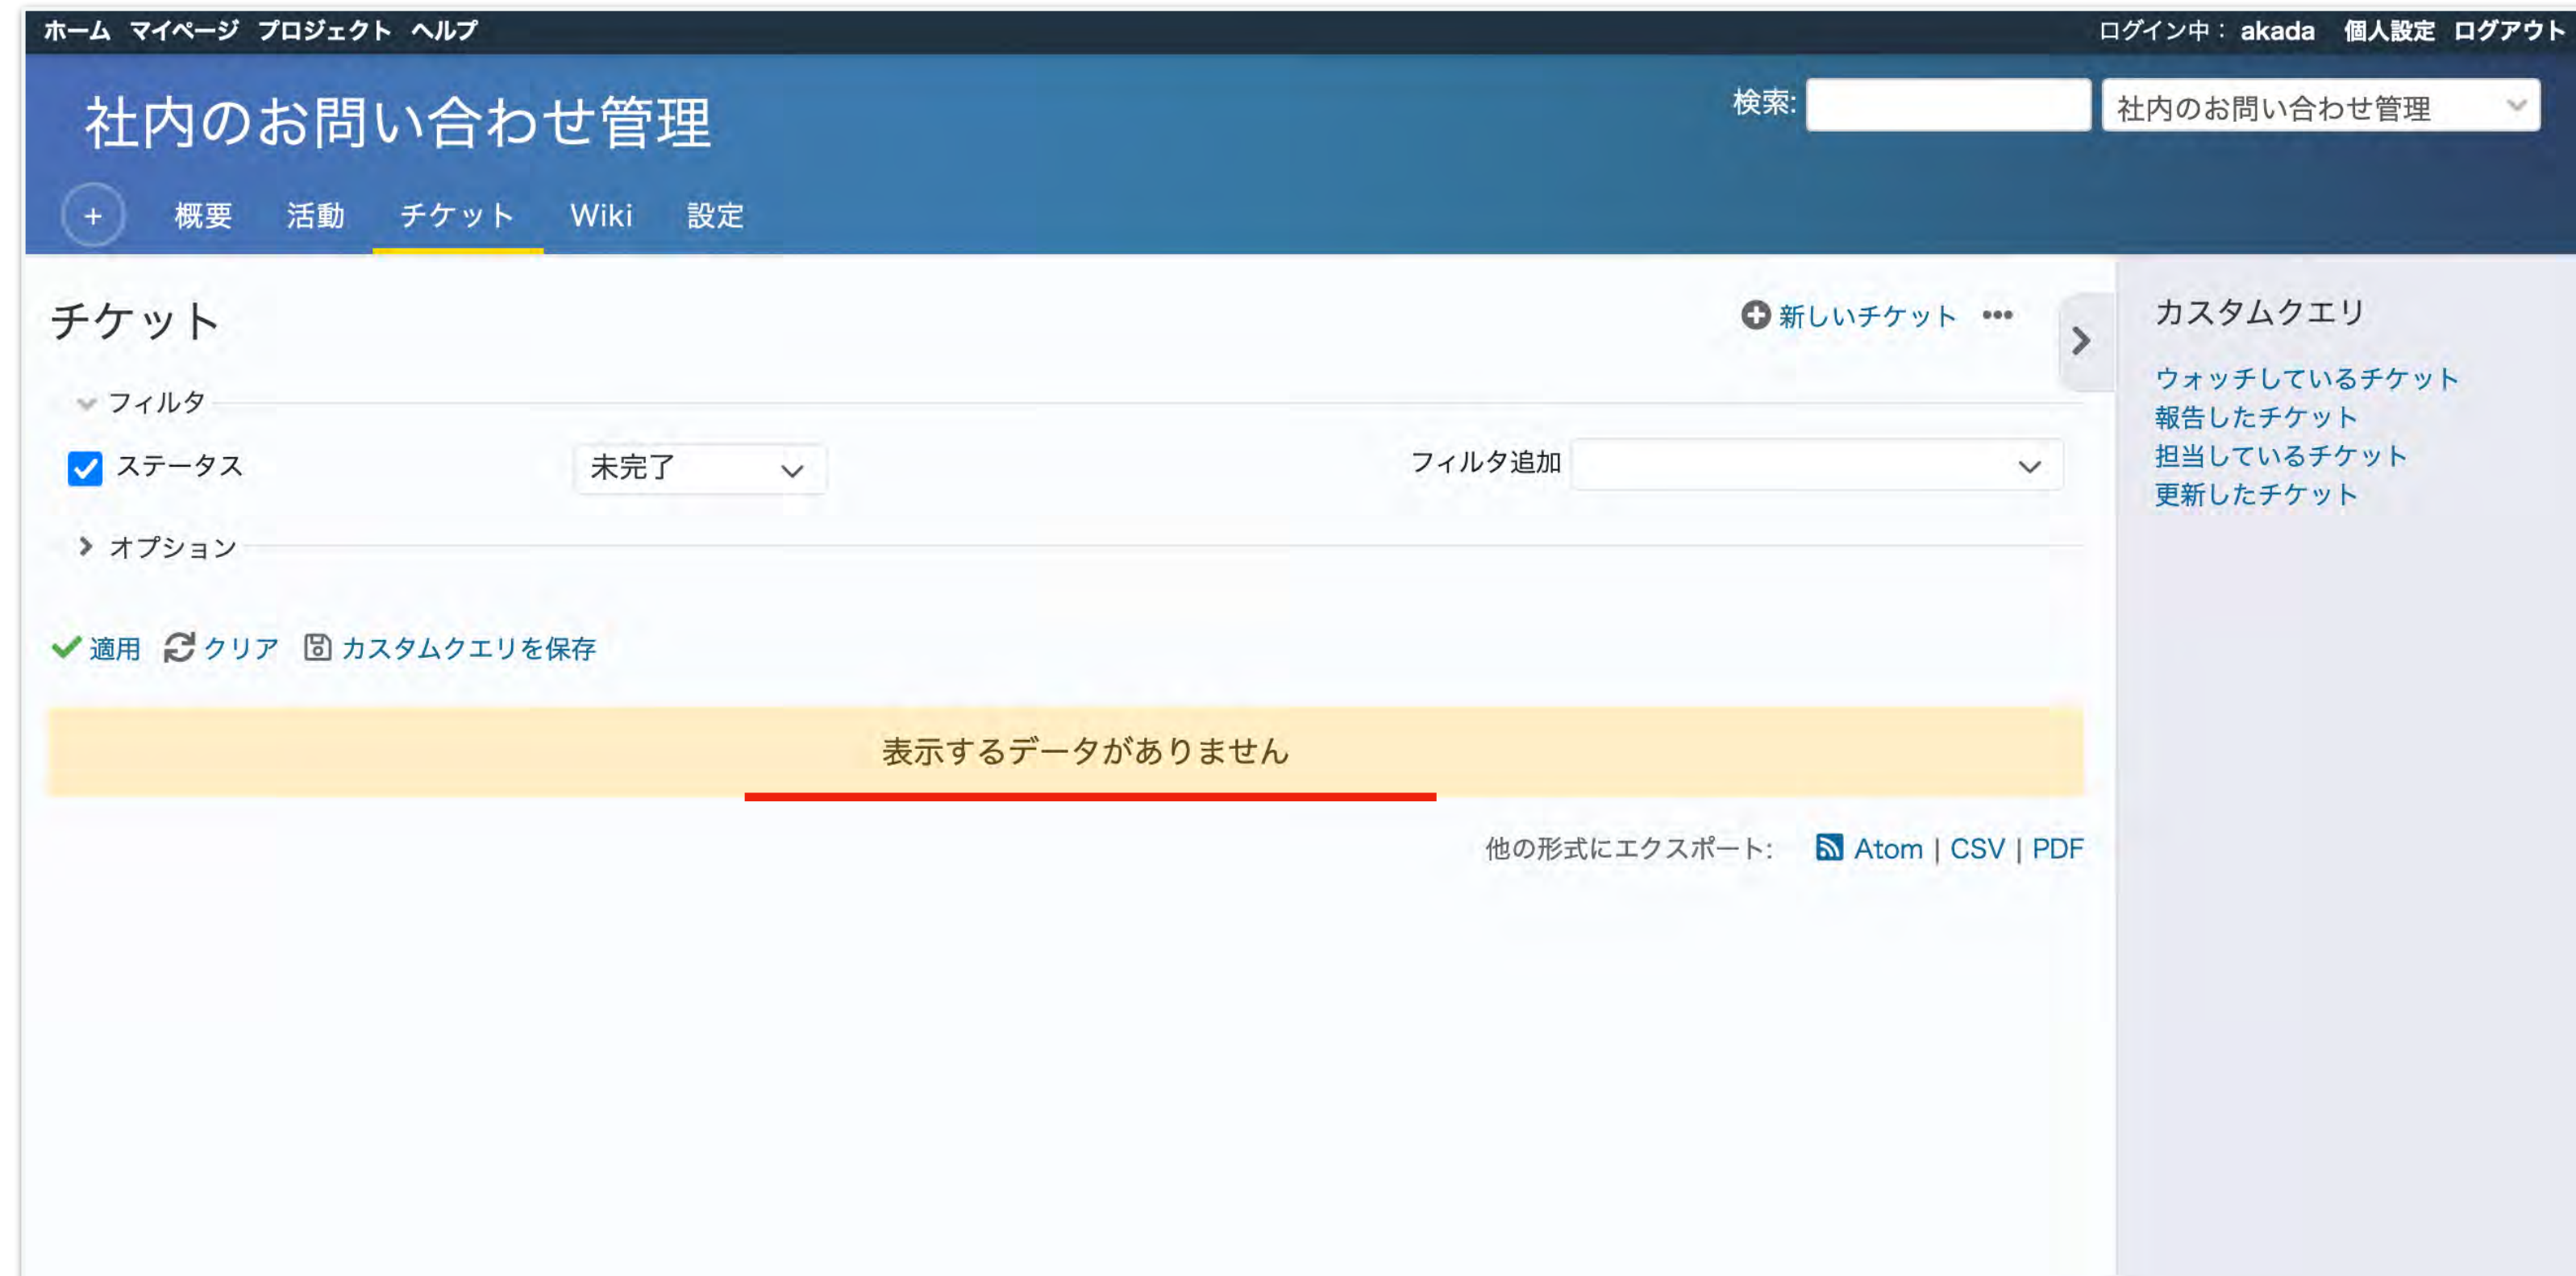 ホーム マイページ プロジェクト ヘルプ
ログイン中： akada 個人設定 ログアウト
社内のお問い合わせ管理
検索:
社内のお問い合わせ管理
+ 概要 活動 チケット Wiki 設定
チケット
新しいチケット •••
フィルタ
ステータス
未完了
フィルタ追加
オプション
適用 クリア カスタムクエリを保存
表示するデータがありません
他の形式にエクスポート: Atom | CSV | PDF
カスタムクエリ
ウォッチしているチケット
報告したチケット
担当しているチケット
更新したチケット